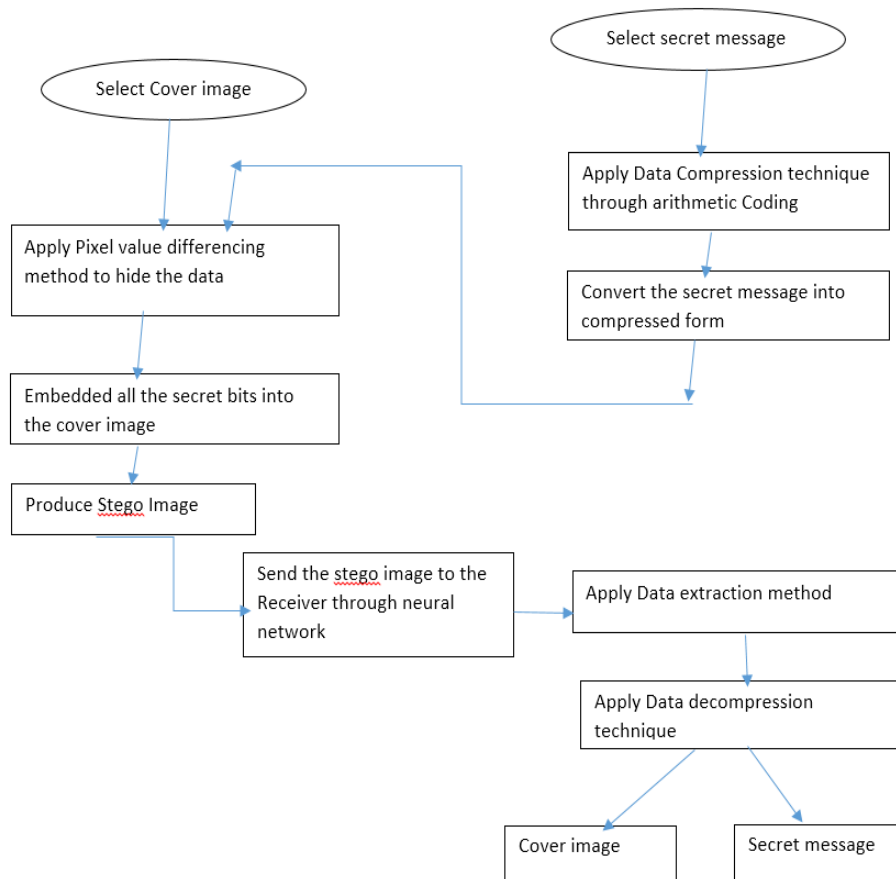 Select secret message
Select Cover image
Apply Data Compression technique
through arithmetic Coding
Apply Pixel value differencing
method to hide the data
Convert the secret message into
compressed form
Embedded all the secret bits into
the cover image
Produce Stego Image
Send the stego image to the
Receiver through neural
network
Apply Data extraction method
Apply Data decompression
technique
Cover image
Secret message